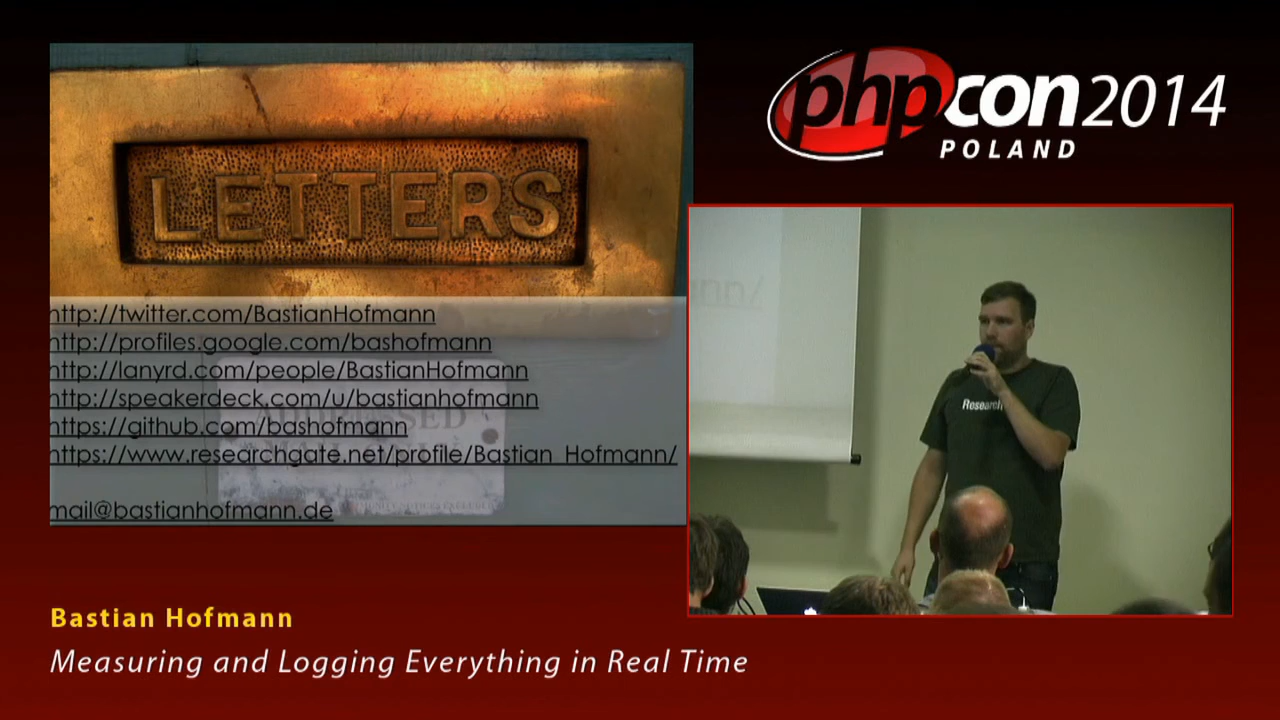 LETTERS
http://twitter.com/BastianHofmann
http://profiles.google.com/bashofmann
http://lanyrd.com/people/BastianHofmann
http://speakerdeck.com/u/bastianhofmann
https://github.com/bashofmann
https://www.researchgate.net/profile/Bastian_Hofmann/
mail@bastianhofmann.de
phpcon2014
POLAND
Research
Bastian Hofmann
Measuring and Logging Everything in Real Time